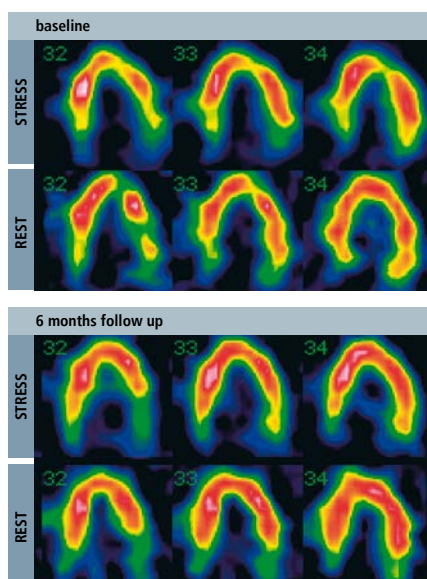 baseline
STRESS
32 33 34
REST
32 33 34
6 months follow up
STRESS
32 33 34
REST
32 33 34